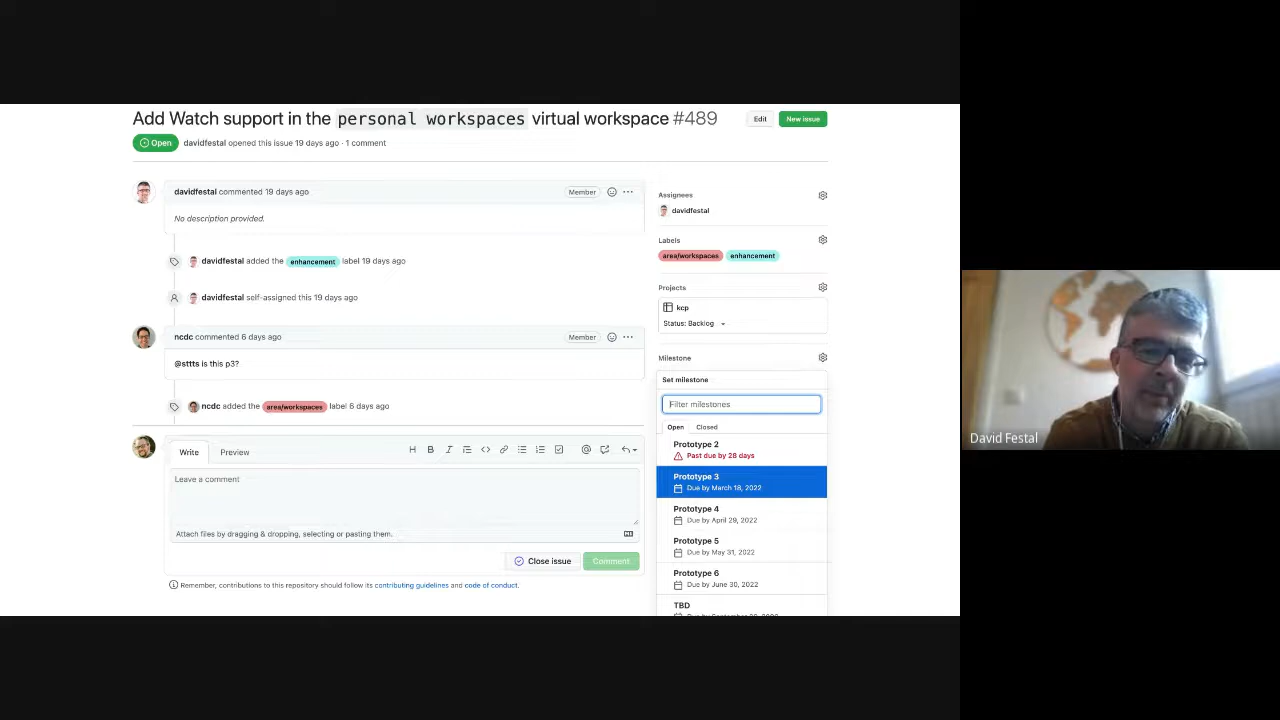 Add Watch support in the personal workspaces virtual workspace #489
Edit
New issue
Open
davidfestal opened this issue 19 days ago · 1 comment
davidfestal commented 19 days ago
Member
No description provided.
davidfestal added the enhancement label 19 days ago
davidfestal self-assigned this 19 days ago
ncdc commented 6 days ago
Member
@sttts is this p3?
ncdc added the area/workspaces label 6 days ago
Write
Preview
Leave a comment
Attach files by dragging & dropping, selecting or pasting them.
Close issue
Comment
Remember, contributions to this repository should follow its contributing guidelines and code of conduct.
Assignees
davidfestal
Labels
area/workspaces enhancement
Projects
kcp
Status: Backlog
Milestone
Set milestone
Filter milestones
Open
Closed
Prototype 2
Past due by 28 days
Prototype 3
Due by March 18, 2022
Prototype 4
Due by April 29, 2022
Prototype 5
Due by May 31, 2022
Prototype 6
Due by June 30, 2022
TBD
David Festal